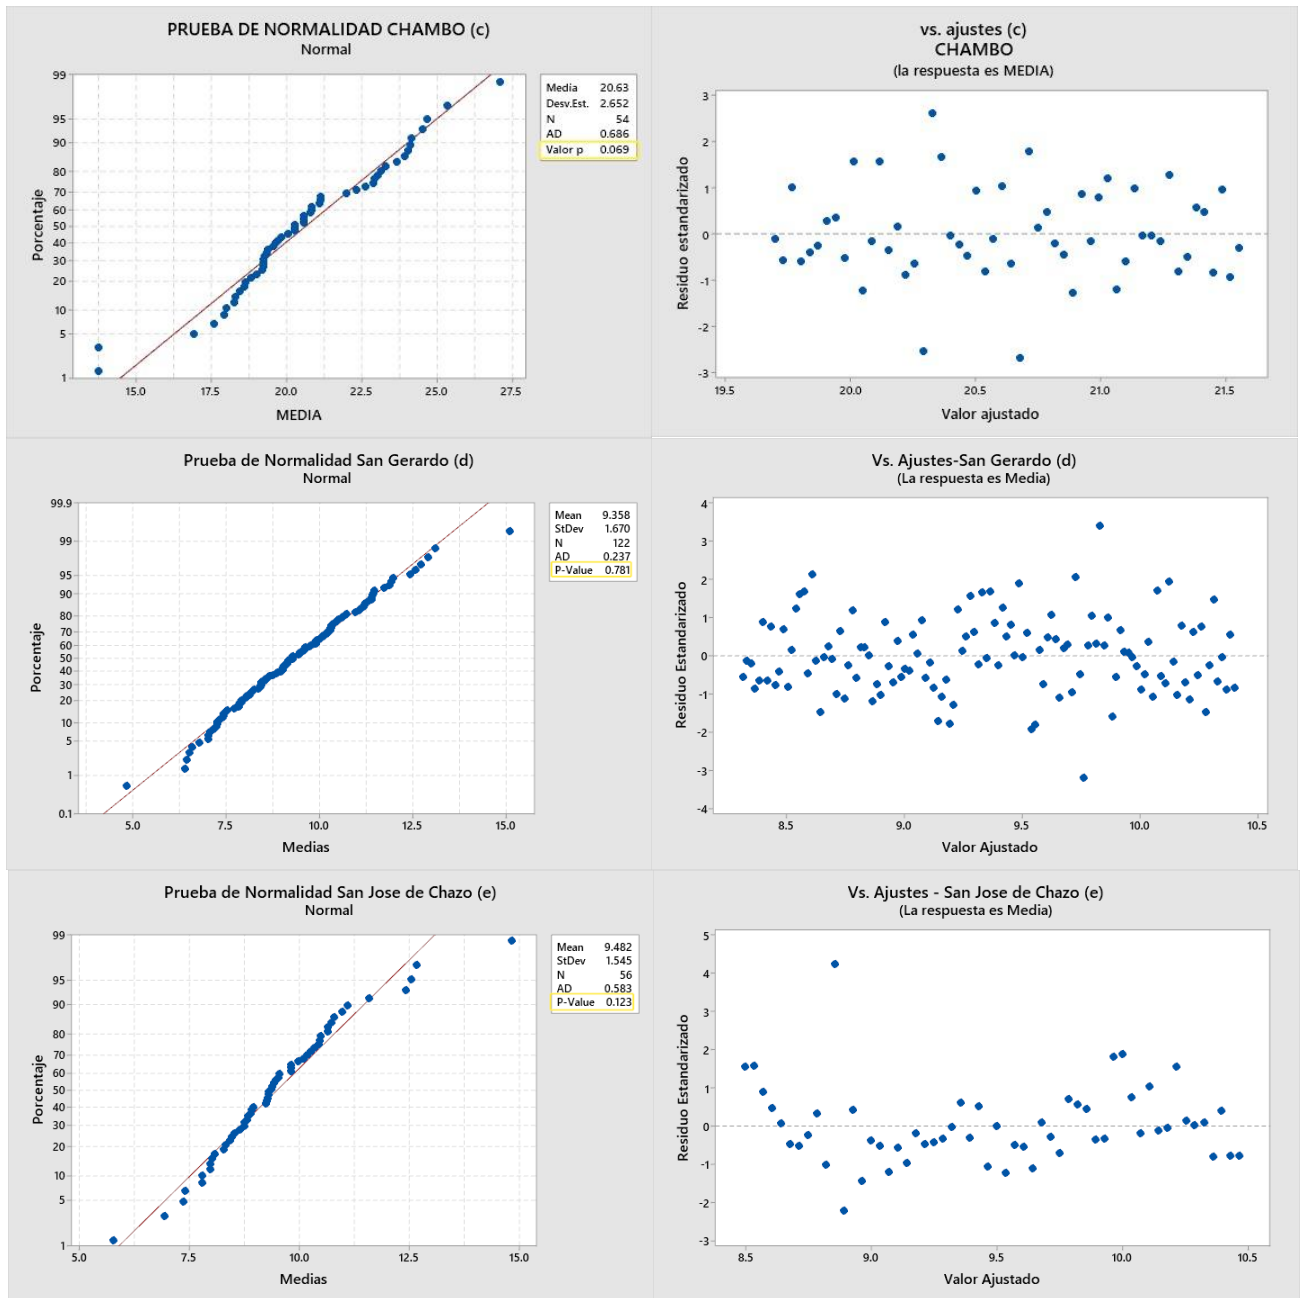 PRUEBA DE NORMALIDAD CHAMBO (c)
Normal
99
95
90
80
70
60
50
40
30
20
10
5
1
Porcentaje
15.0 17.5 20.0 22.5 25.0 27.5
MEDIA
Media 20.63
Desv.Est. 2.652
N 54
AD 0.686
Valor p 0.069
vs. ajustes (c)
CHAMBO
(la respuesta es MEDIA)
3
2
1
0
-1
-2
-3
Residuo estandarizado
19.5 20.0 20.5 21.0 21.5
Valor ajustado
Prueba de Normalidad San Gerardo (d)
Normal
99.9
99
95
90
80
70
60
50
40
30
20
10
5
1
0.1
Porcentaje
5.0 7.5 10.0 12.5 15.0
Medias
Mean 9.358
StDev 1.670
N 122
AD 0.237
P-Value 0.781
Vs. Ajustes-San Gerardo (d)
(La respuesta es Media)
4
3
2
1
0
-1
-2
-3
-4
Residuo Estandarizado
8.5 9.0 9.5 10.0 10.5
Valor Ajustado
Prueba de Normalidad San Jose de Chazo (e)
Normal
99
95
90
80
70
60
50
40
30
20
10
5
1
Porcentaje
5.0 7.5 10.0 12.5 15.0
Medias
Mean 9.482
StDev 1.545
N 56
AD 0.583
P-Value 0.123
Vs. Ajustes - San Jose de Chazo (e)
(La respuesta es Media)
5
4
3
2
1
0
-1
-2
-3
Residuo Estandarizado
8.5 9.0 9.5 10.0 10.5
Valor Ajustado